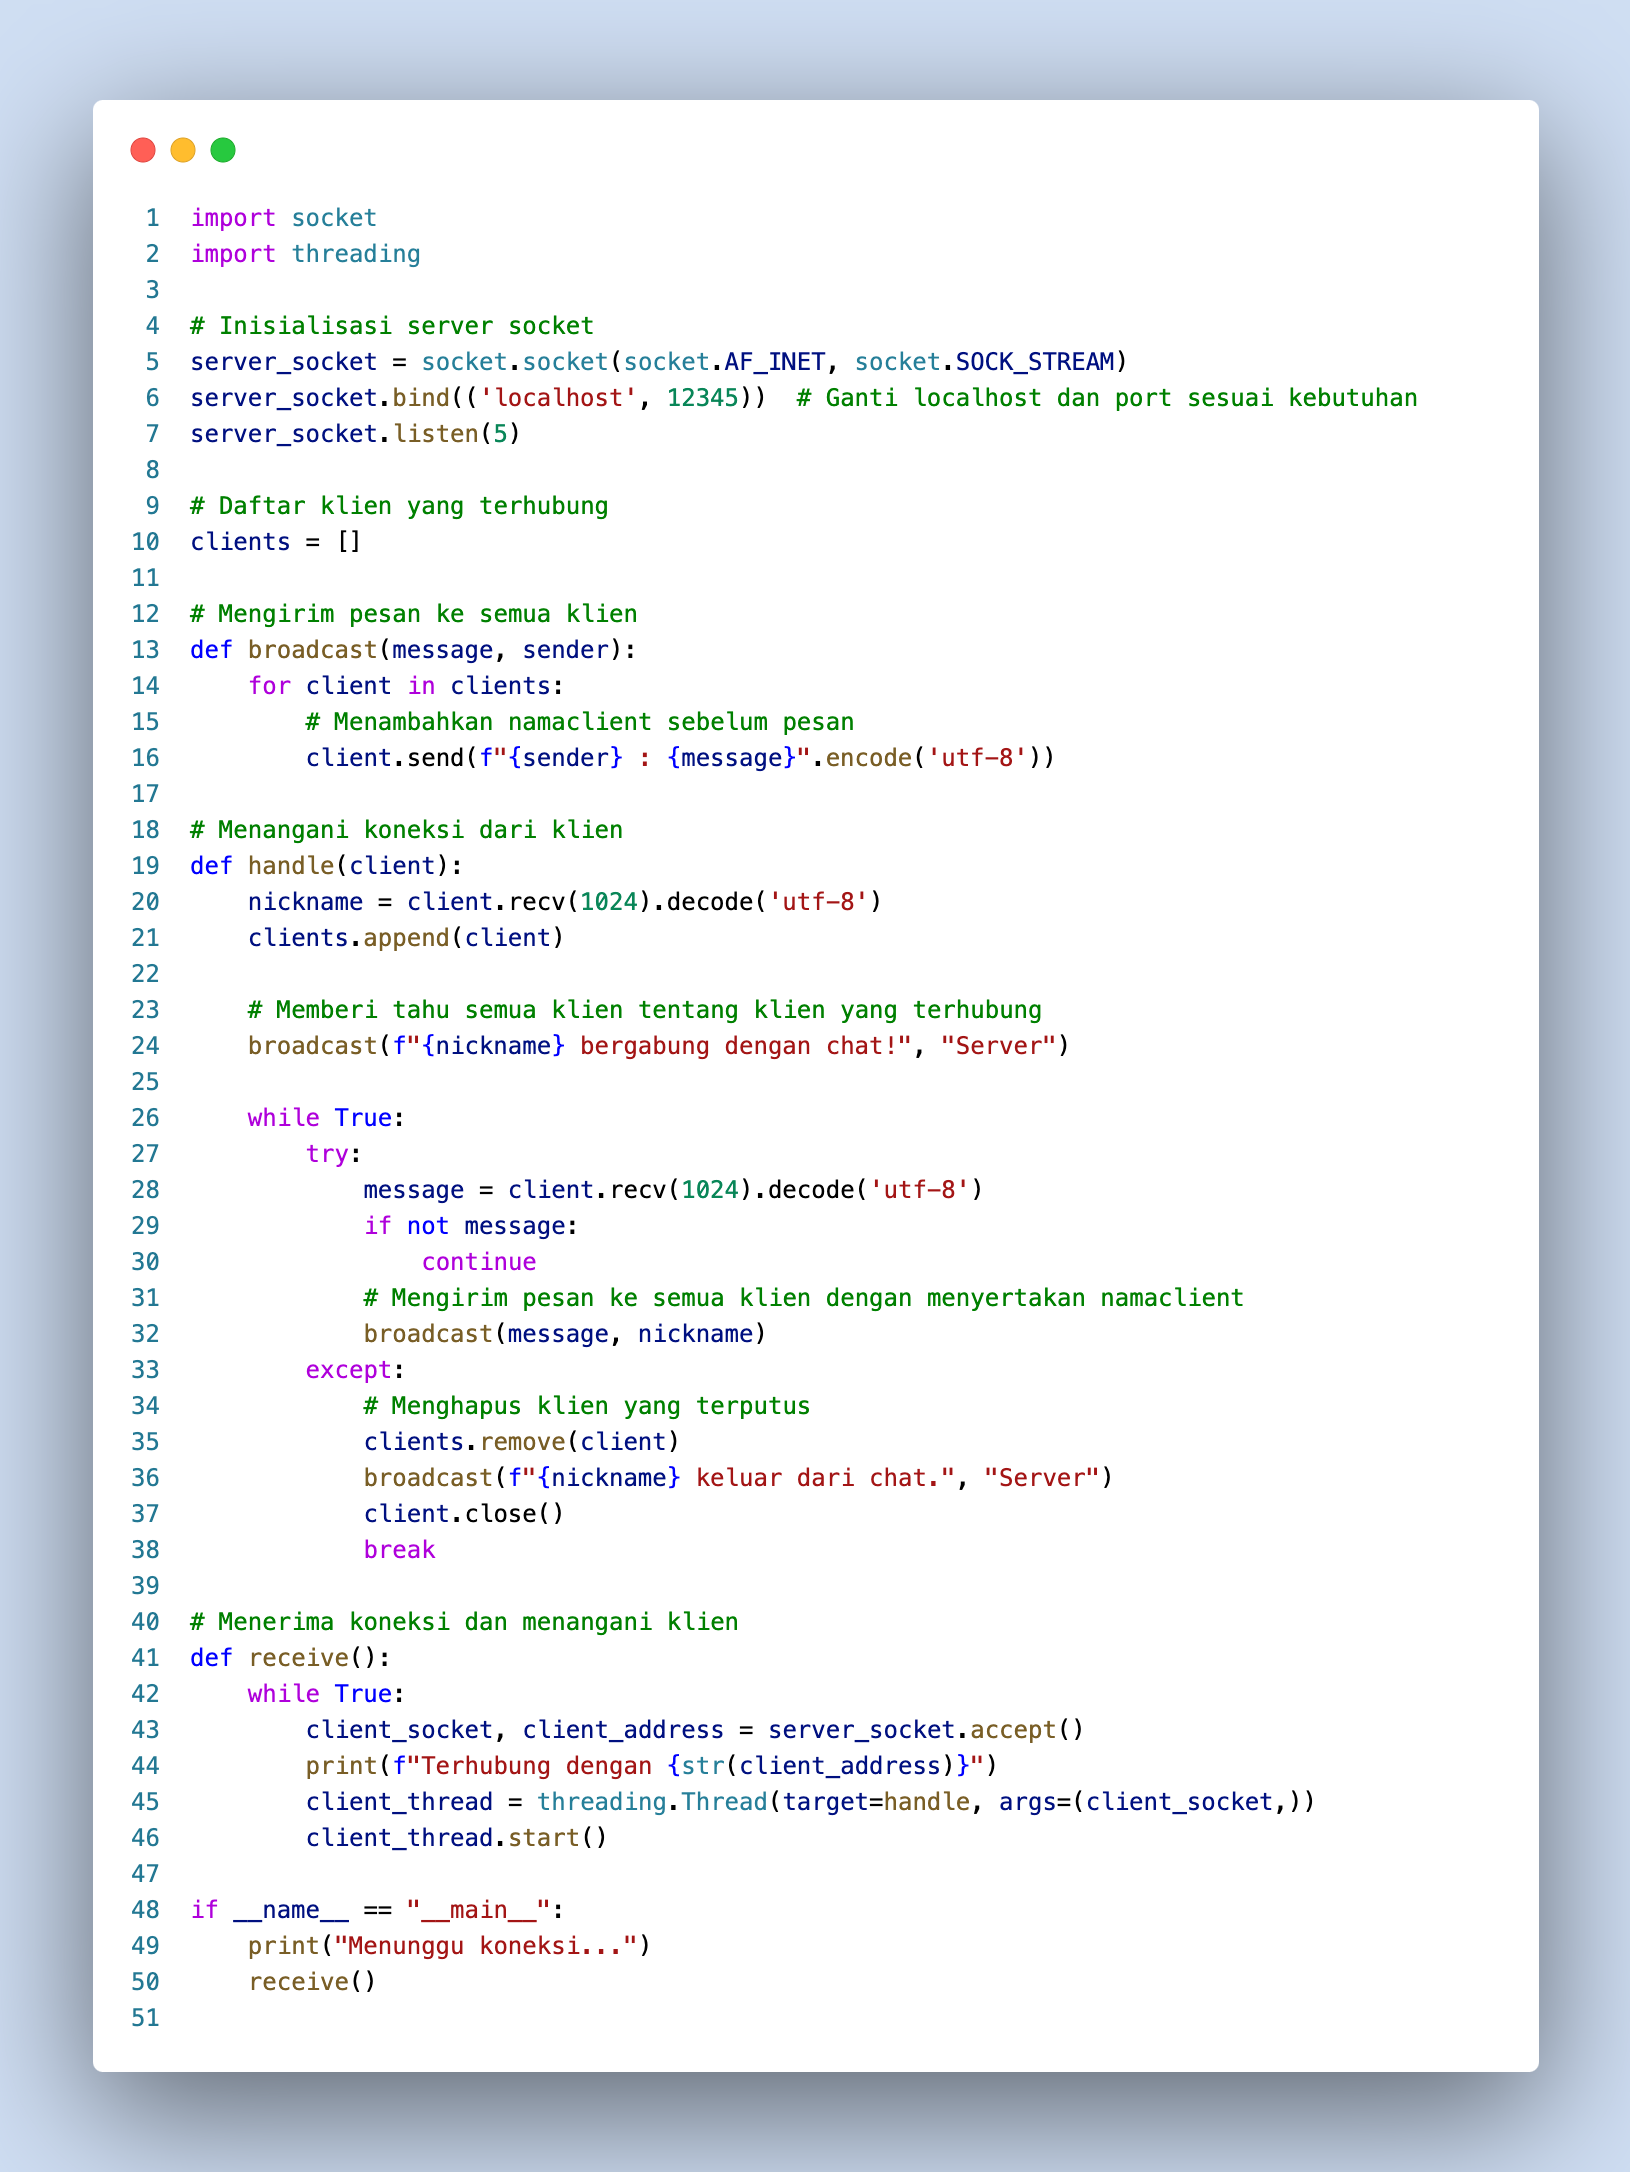 1 import socket
2 import threading
3
4 # Inisialisasi server socket
5 server_socket = socket.socket(socket.AF_INET, socket.SOCK_STREAM)
6 server_socket.bind(('localhost', 12345))  # Ganti localhost dan port sesuai kebutuhan
7 server_socket.listen(5)
8
9 # Daftar klien yang terhubung
10 clients = []
11
12 # Mengirim pesan ke semua klien
13 def broadcast(message, sender):
14     for client in clients:
15         # Menambahkan namaclient sebelum pesan
16         client.send(f"{sender} : {message}".encode('utf-8'))
17
18 # Menangani koneksi dari klien
19 def handle(client):
20     nickname = client.recv(1024).decode('utf-8')
21     clients.append(client)
22
23     # Memberi tahu semua klien tentang klien yang terhubung
24     broadcast(f"{nickname} bergabung dengan chat!", "Server")
25
26     while True:
27         try:
28             message = client.recv(1024).decode('utf-8')
29             if not message:
30                 continue
31             # Mengirim pesan ke semua klien dengan menyertakan namaclient
32             broadcast(message, nickname)
33         except:
34             # Menghapus klien yang terputus
35             clients.remove(client)
36             broadcast(f"{nickname} keluar dari chat.", "Server")
37             client.close()
38             break
39
40 # Menerima koneksi dan menangani klien
41 def receive():
42     while True:
43         client_socket, client_address = server_socket.accept()
44         print(f"Terhubung dengan {str(client_address)}")
45         client_thread = threading.Thread(target=handle, args=(client_socket,))
46         client_thread.start()
47
48 if __name__ == "__main__":
49     print("Menunggu koneksi...")
50     receive()
51